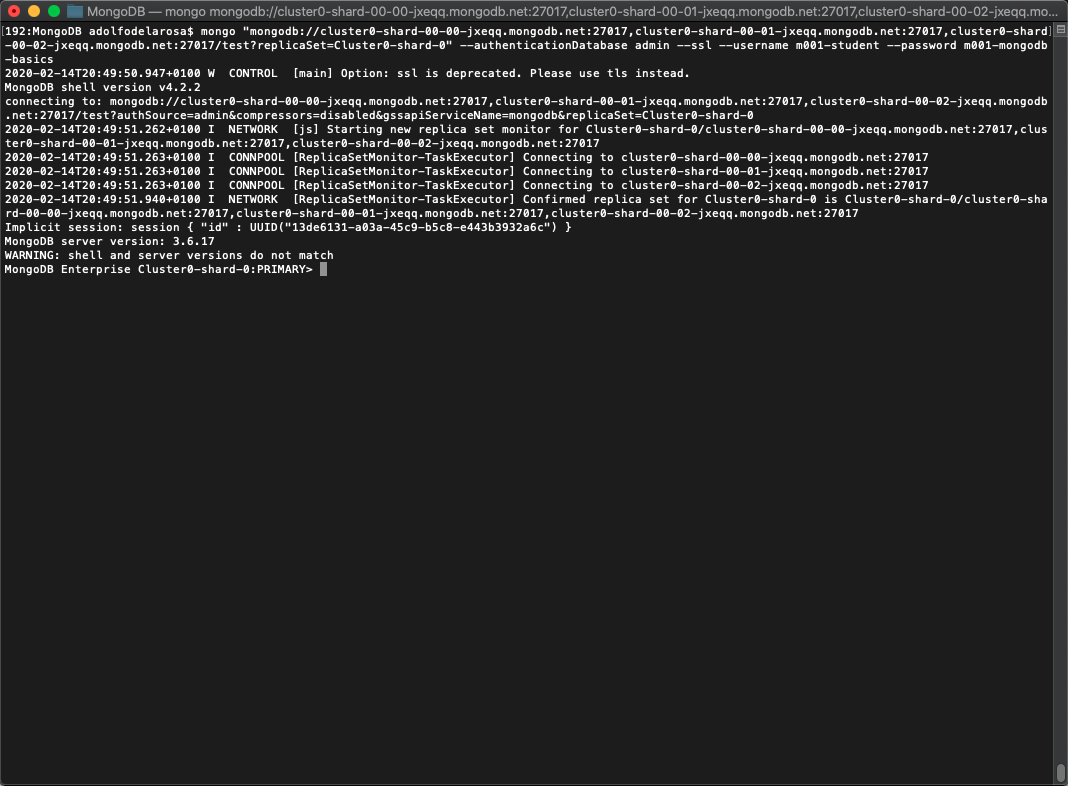 MongoDB — mongo mongodb://cluster0-shard-00-00-jxeqq.mongodb.net:27017,cluster0-shard-00-01-jxeqq.mongodb.net:27017,cluster0-shard-00-02-jxeqq.mo...
[192:MongoDB adolfodelarosa$ mongo "mongodb://cluster0-shard-00-00-jxeqq.mongodb.net:27017,cluster0-shard-00-01-jxeqq.mongodb.net:27017,cluster0-shard]
-00-02-jxeqq.mongodb.net:27017/test?replicaSet=Cluster0-shard-0" --authenticationDatabase admin --ssl --username m001-student --password m001-mongodb
-basics
2020-02-14T20:49:50.947+0100 W  CONTROL  [main] Option: ssl is deprecated. Please use tls instead.
MongoDB shell version v4.2.2
connecting to: mongodb://cluster0-shard-00-00-jxeqq.mongodb.net:27017,cluster0-shard-00-01-jxeqq.mongodb.net:27017,cluster0-shard-00-02-jxeqq.mongodb
.net:27017/test?authSource=admin&compressors=disabled&gssapiServiceName=mongodb&replicaSet=Cluster0-shard-0
2020-02-14T20:49:51.262+0100 I  NETWORK  [js] Starting new replica set monitor for Cluster0-shard-0/cluster0-shard-00-00-jxeqq.mongodb.net:27017,clus
ter0-shard-00-01-jxeqq.mongodb.net:27017,cluster0-shard-00-02-jxeqq.mongodb.net:27017
2020-02-14T20:49:51.263+0100 I  CONNPOOL [ReplicaSetMonitor-TaskExecutor] Connecting to cluster0-shard-00-00-jxeqq.mongodb.net:27017
2020-02-14T20:49:51.263+0100 I  CONNPOOL [ReplicaSetMonitor-TaskExecutor] Connecting to cluster0-shard-00-01-jxeqq.mongodb.net:27017
2020-02-14T20:49:51.263+0100 I  CONNPOOL [ReplicaSetMonitor-TaskExecutor] Connecting to cluster0-shard-00-02-jxeqq.mongodb.net:27017
2020-02-14T20:49:51.940+0100 I  NETWORK  [ReplicaSetMonitor-TaskExecutor] Confirmed replica set for Cluster0-shard-0 is Cluster0-shard-0/cluster0-sha
rd-00-00-jxeqq.mongodb.net:27017,cluster0-shard-00-01-jxeqq.mongodb.net:27017,cluster0-shard-00-02-jxeqq.mongodb.net:27017
Implicit session: session { "id" : UUID("13de6131-a03a-45c9-b5c8-e443b3932a6c") }
MongoDB server version: 3.6.17
WARNING: shell and server versions do not match
MongoDB Enterprise Cluster0-shard-0:PRIMARY>